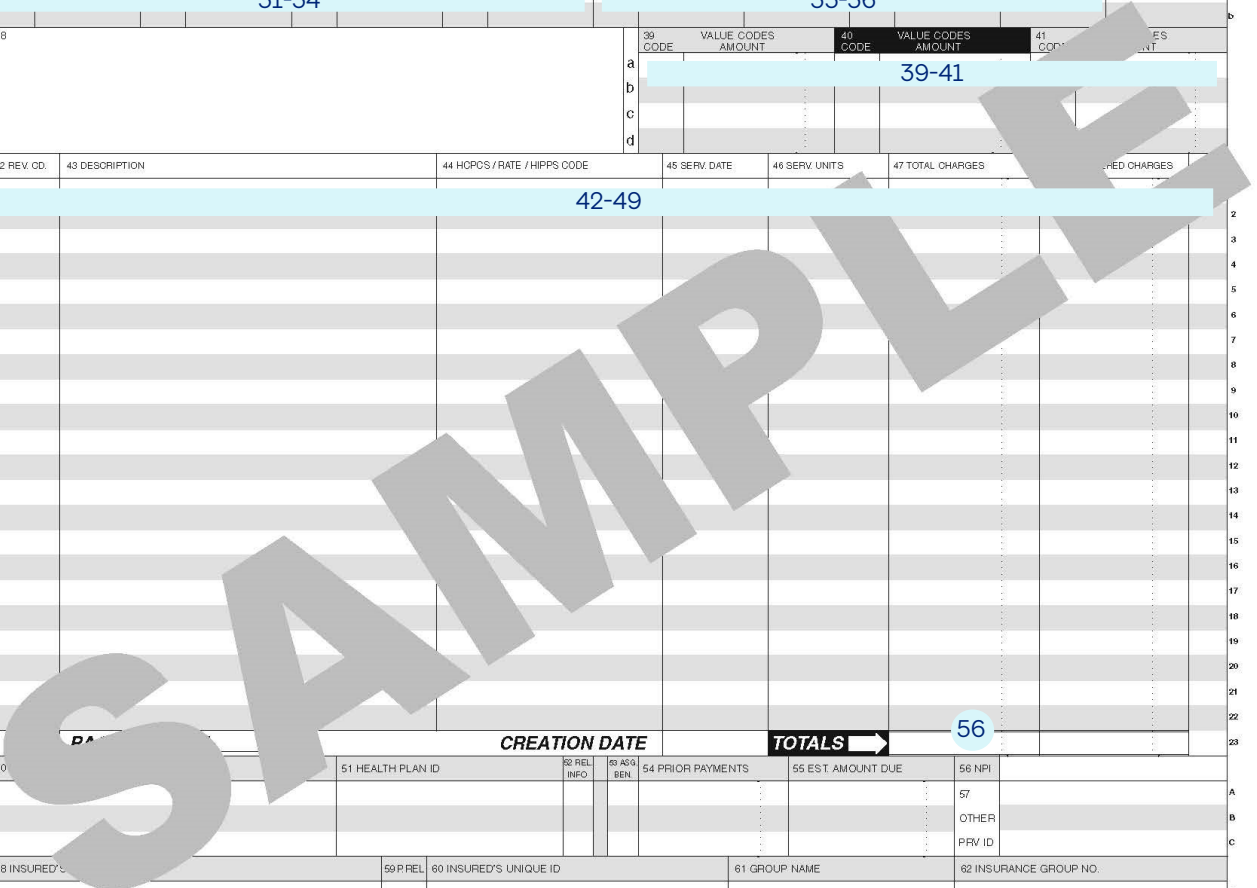 b
8
39 VALUE CODES
CODE AMOUNT
40 VALUE CODES
CODE AMOUNT
41
a
39-41
b
c
d
2 REV. CD.
43 DESCRIPTION
44 HCPCS / RATE / HIPPS CODE
45 SERV. DATE
46 SERV. UNITS
47 TOTAL CHARGES
CHARGES
42-49
2
3
4
5
6
7
8
9
10
11
12
13
14
15
16
17
18
19
20
21
22
23
SAMPLE
CREATION DATE
TOTALS
56
51 HEALTH PLAN ID
52 REL.
INFO
53 ASG.
BEN.
54 PRIOR PAYMENTS
55 EST. AMOUNT DUE
56 NPI
57
OTHER
PRV ID
A
B
C
8 INSURED'S
59 P. REL
60 INSURED'S UNIQUE ID
61 GROUP NAME
62 INSURANCE GROUP NO.